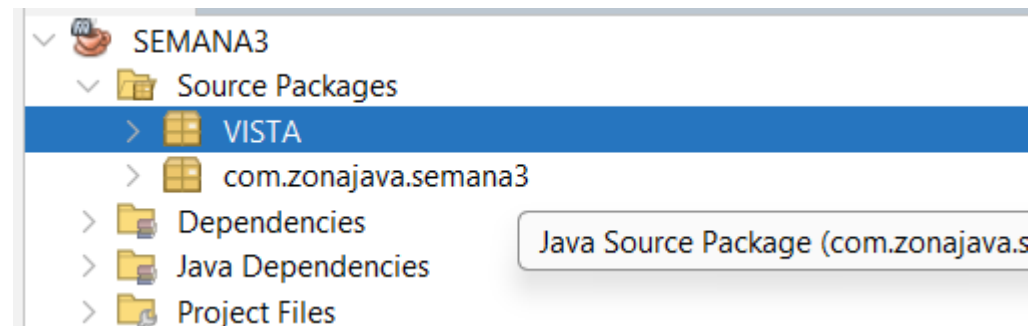 SEMANA3
Source Packages
VISTA
com.zonajava.semana3
Dependencies
Java Source Package (com.zonajava.s
Java Dependencies
Project Files